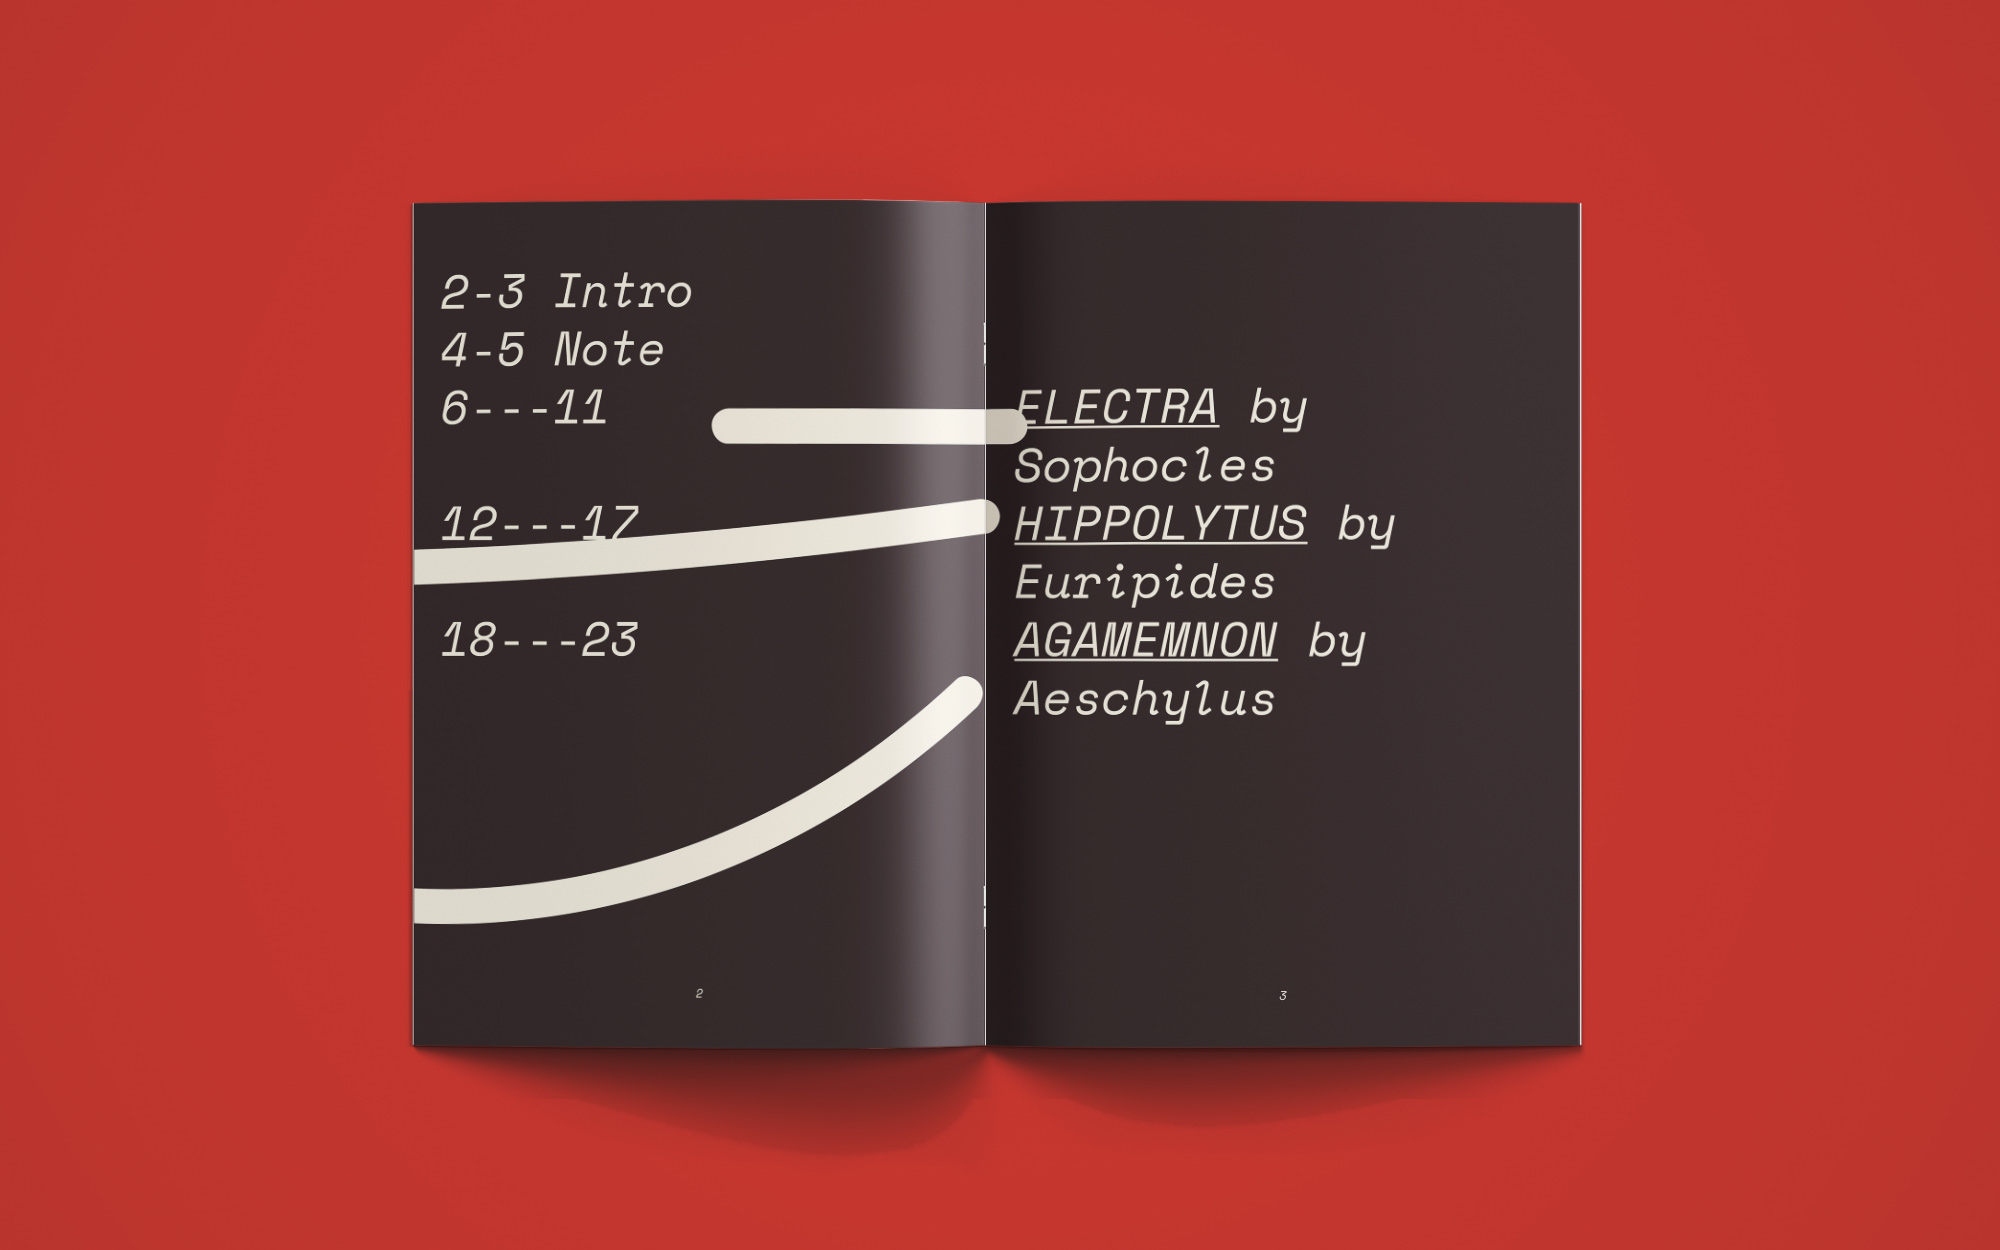 2-3 Intro
4-5 Note
6---11
12---17
18---23
2
ELECTRA by
Sophocles
HIPPOLYTUS by
Euripides
AGAMEMNON by
Aeschylus
3